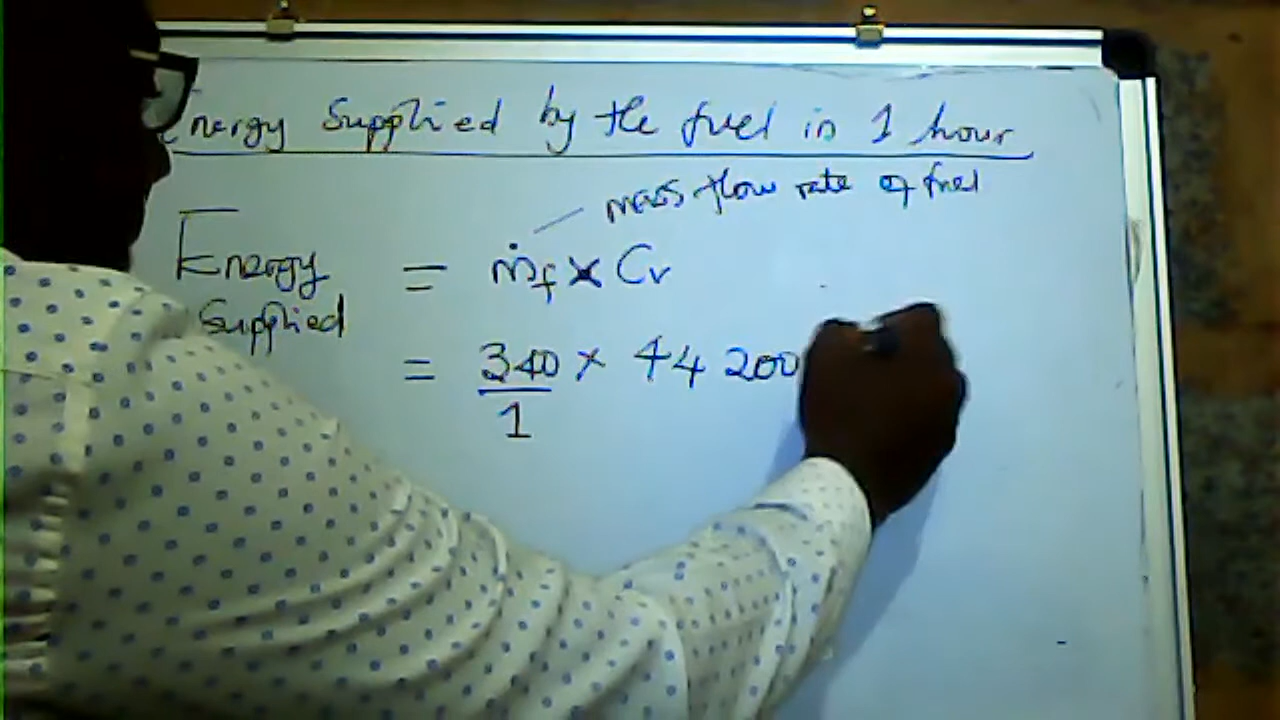 Energy Supplied by the fuel in 1 hour
mass flow rate of fuel
Energy Supplied = ṁf × Cv
= 340/1 × 44 200